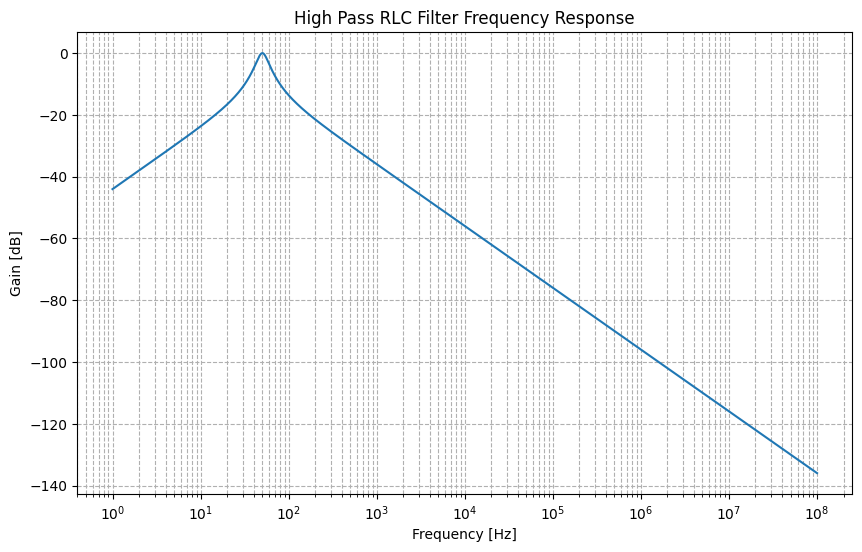 High Pass RLC Filter Frequency Response
Gain [dB]
0
−20
−40
−60
−80
−100
−120
−140
10⁰ 10¹ 10² 10³ 10⁴ 10⁵ 10⁶ 10⁷ 10⁸
Frequency [Hz]